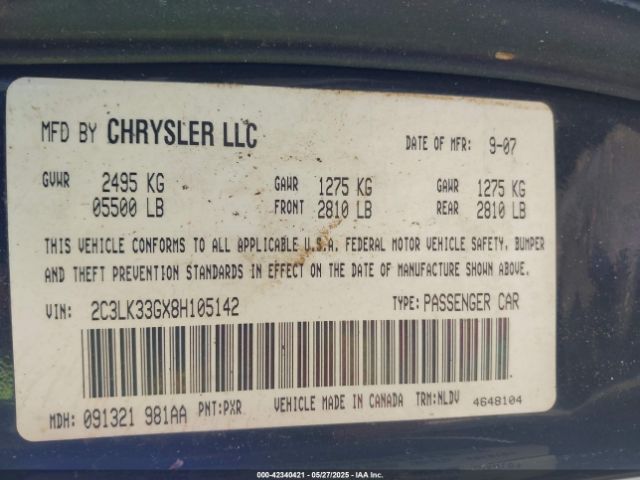 MFD BY CHRYSLER LLC DATE OF MFR: 9-07
GVWR 2495 KG GAWR 1275 KG GAWR 1275 KG
05500 LB FRONT 2810 LB REAR 2810 LB
THIS VEHICLE CONFORMS TO ALL APPLICABLE U.S.A. FEDERAL MOTOR VEHICLE SAFETY, BUMPER
AND THEFT PREVENTION STANDARDS IN EFFECT ON THE DATE OF MANUFACTURE SHOWN ABOVE.
VIN: 2C3LK33GX8H105142 TYPE: PASSENGER CAR
MDH: 091321 981AA PNT: PXR VEHICLE MADE IN CANADA TRM: NLDV 4648104
000-42340421 | 05/27/2025 | IAA Inc.